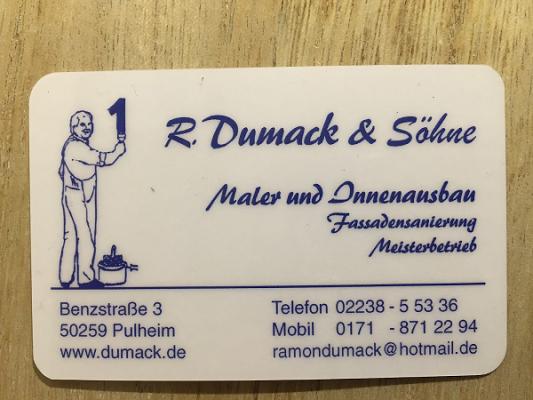 1
R. Dumack & Söhne
Maler und Innenausbau
Fassadensanierung
Meisterbetrieb
Benzstraße 3
50259 Pulheim
www.dumack.de
Telefon 02238 - 5 53 36
Mobil 0171 - 871 22 94
ramondumack@hotmail.de